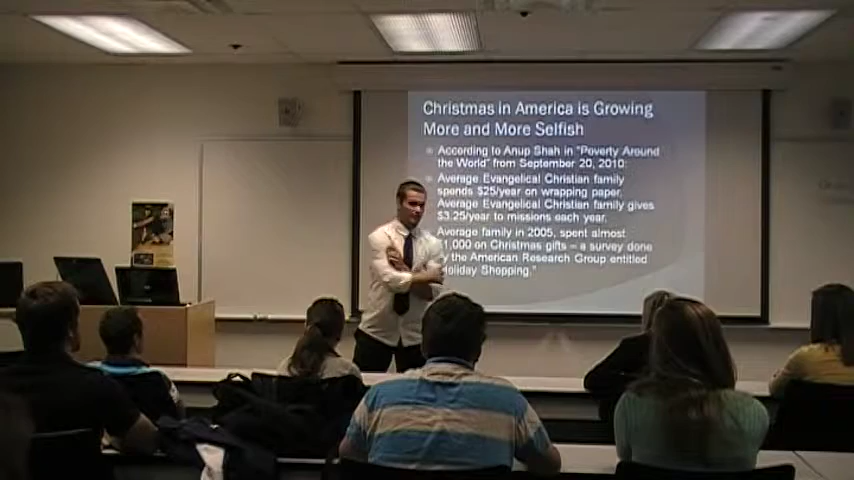 Christmas in America is Growing
More and More Selfish
According to Anup Shah in "Poverty Around
the World" from September 20, 2010:
Average Evangelical Christian family
spends $25/year on wrapping paper.
Average Evangelical Christian family gives
$3.25/year to missions each year.
Average family in 2005, spent almost
1,000 on Christmas gifts – a survey done
y the American Research Group entitled
oliday Shopping."